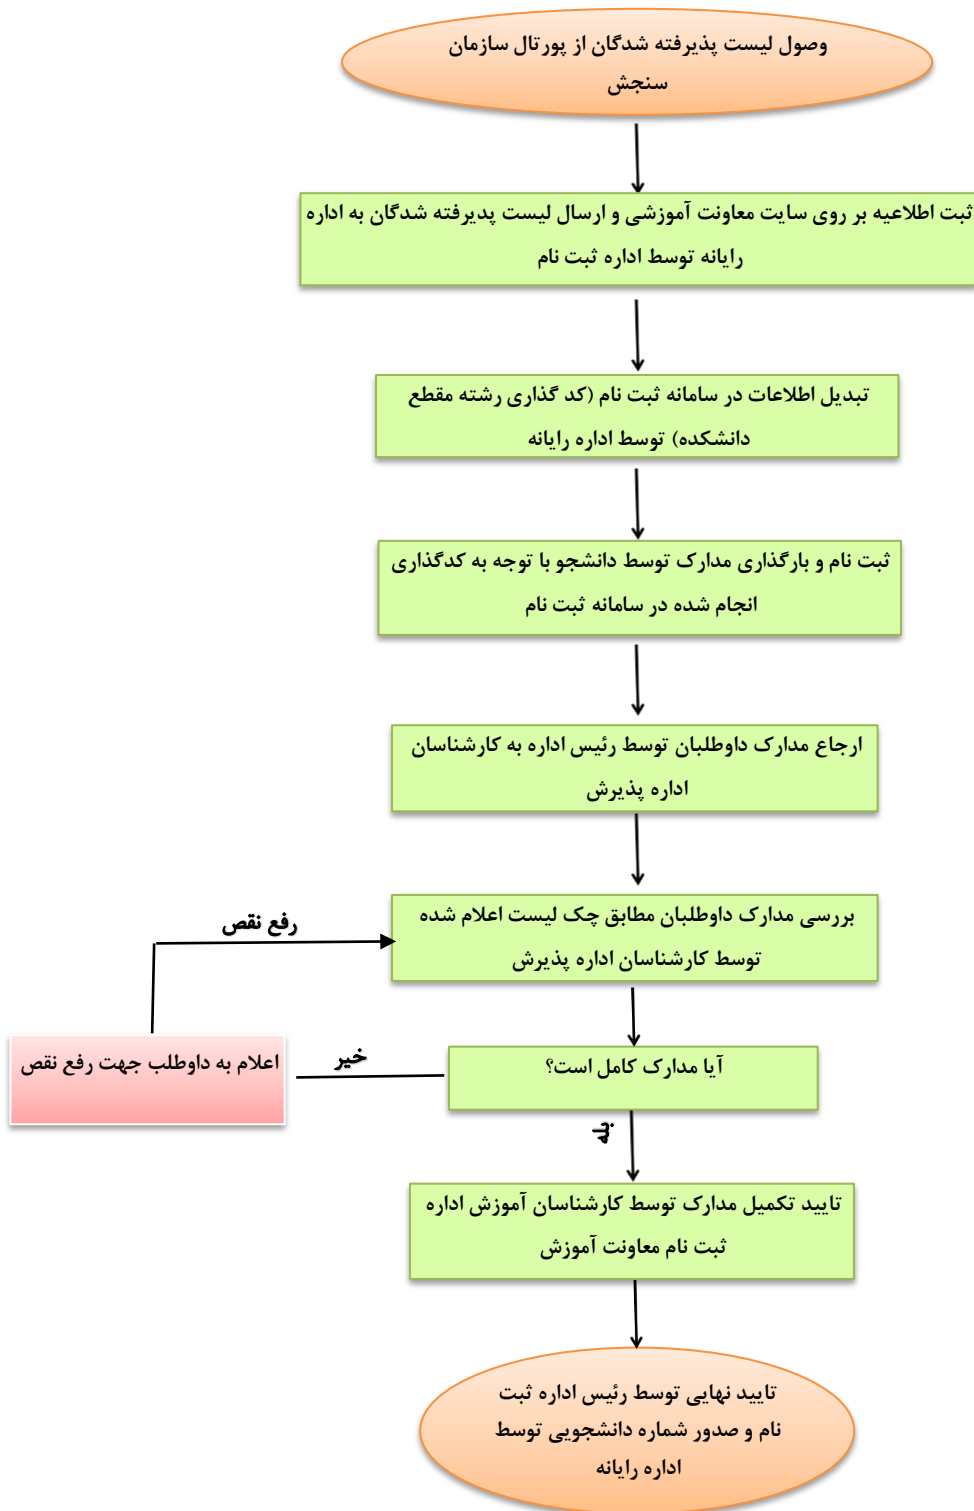 وصول لیست پذیرفته شدگان از پورتال سازمان
سنجش
ثبت اطلاعیه بر روی سایت معاونت آموزشی و ارسال لیست پدیرفته شدگان به اداره
رایانه توسط اداره ثبت نام
تبدیل اطلاعات در سامانه ثبت نام (کد گذاری رشته مقطع
دانشکده) توسط اداره رایانه
ثبت نام و بارگذاری مدارک توسط دانشجو با توجه به کدگذاری
انجام شده در سامانه ثبت نام
ارجاع مدارک داوطلبان توسط رئیس اداره به کارشناسان
اداره پذیرش
بررسی مدارک داوطلبان مطابق چک لیست اعلام شده
توسط کارشناسان اداره پذیرش
رفع نقص
آیا مدارک کامل است؟
خیر
اعلام به داوطلب جهت رفع نقص
بله
تایید تکمیل مدارک توسط کارشناسان آموزش اداره
ثبت نام معاونت آموزش
تایید نهایی توسط رئیس اداره ثبت
نام و صدور شماره دانشجویی توسط
اداره رایانه